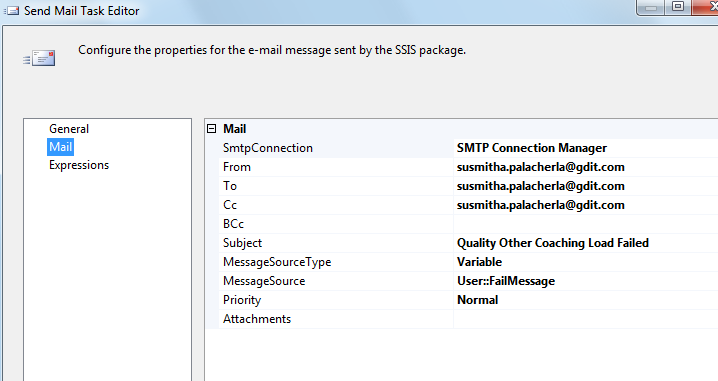 Send Mail Task Editor
Configure the properties for the e-mail message sent by the SSIS package.
General
Mail
Expressions
Mail
SmtpConnection SMTP Connection Manager
From susmitha.palacherla@gdit.com
To susmitha.palacherla@gdit.com
Cc susmitha.palacherla@gdit.com
BCc
Subject Quality Other Coaching Load Failed
MessageSourceType Variable
MessageSource User::FailMessage
Priority Normal
Attachments